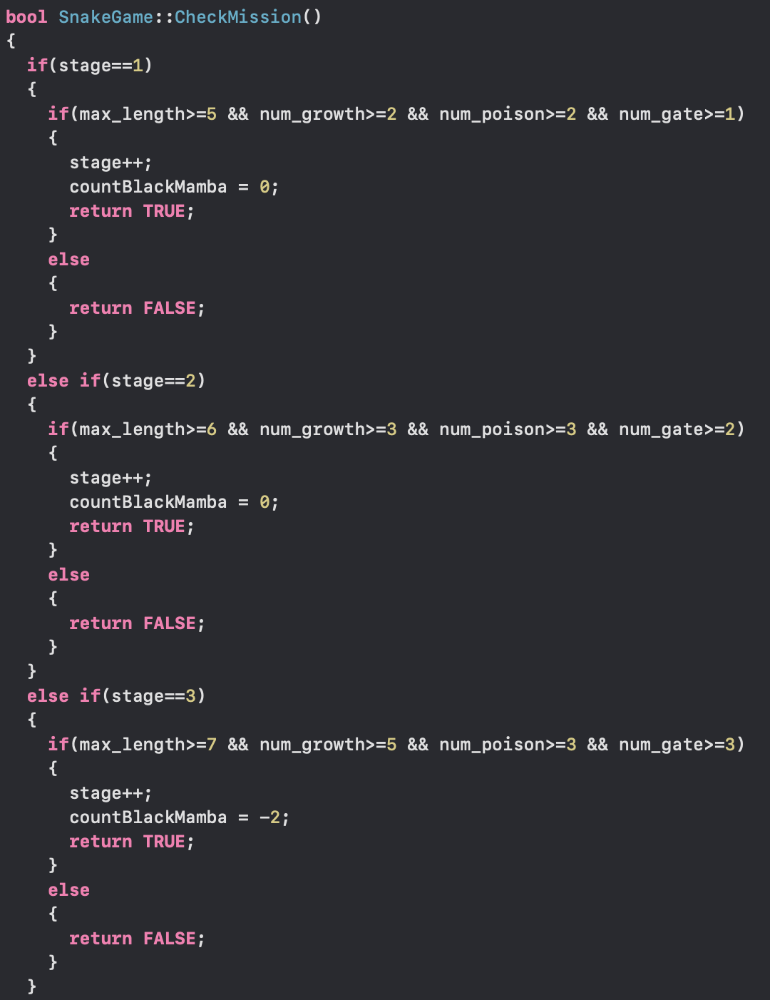 bool SnakeGame::CheckMission()
{
  if(stage==1)
  {
    if(max_length>=5 && num_growth>=2 && num_poison>=2 && num_gate>=1)
    {
      stage++;
      countBlackMamba = 0;
      return TRUE;
    }
    else
    {
      return FALSE;
    }
  }
  else if(stage==2)
  {
    if(max_length>=6 && num_growth>=3 && num_poison>=3 && num_gate>=2)
    {
      stage++;
      countBlackMamba = 0;
      return TRUE;
    }
    else
    {
      return FALSE;
    }
  }
  else if(stage==3)
  {
    if(max_length>=7 && num_growth>=5 && num_poison>=3 && num_gate>=3)
    {
      stage++;
      countBlackMamba = -2;
      return TRUE;
    }
    else
    {
      return FALSE;
    }
  }